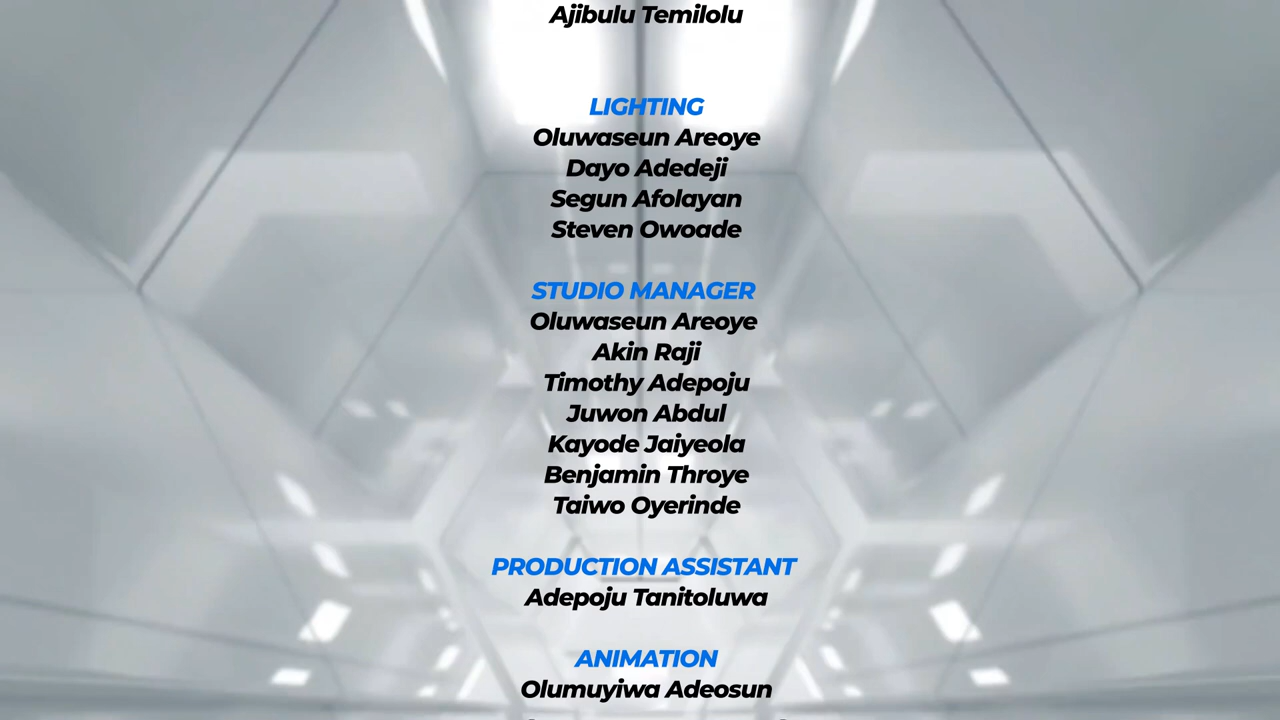 Ajibulu Temilolu
LIGHTING
Oluwaseun Areoye
Dayo Adedeji
Segun Afolayan
Steven Owoade
STUDIO MANAGER
Oluwaseun Areoye
Akin Raji
Timothy Adepoju
Juwon Abdul
Kayode Jaiyeola
Benjamin Throye
Taiwo Oyerinde
PRODUCTION ASSISTANT
Adepoju Tanitoluwa
ANIMATION
Olumuyiwa Adeosun